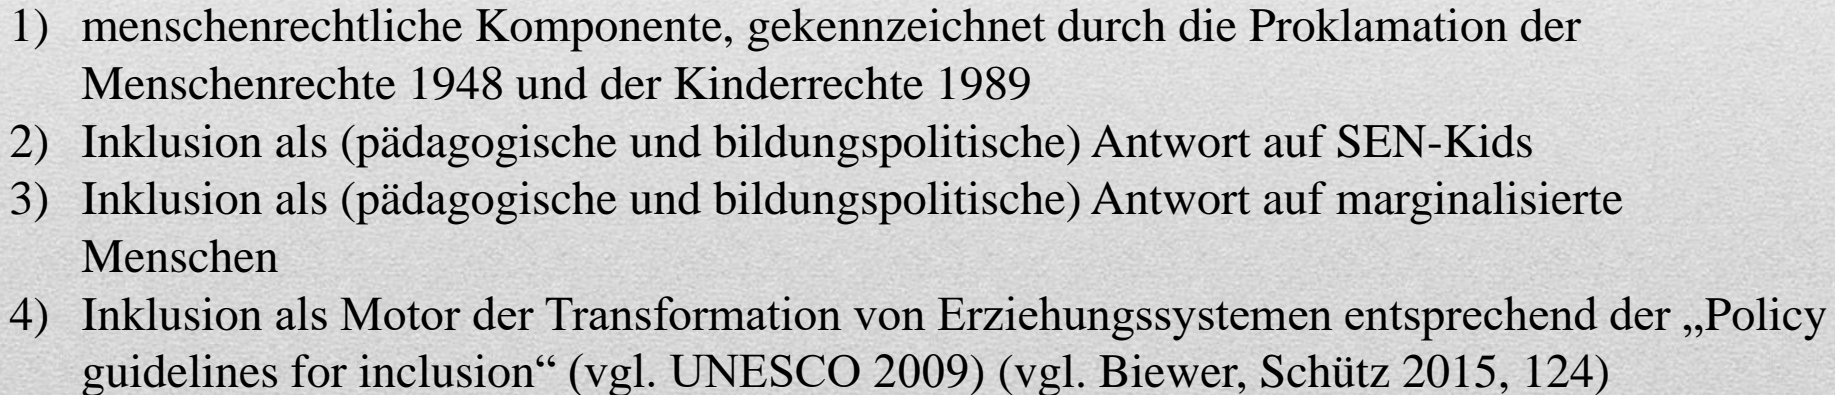 1) menschenrechtliche Komponente, gekennzeichnet durch die Proklamation der
Menschenrechte 1948 und der Kinderrechte 1989
2) Inklusion als (pädagogische und bildungspolitische) Antwort auf SEN-Kids
3) Inklusion als (pädagogische und bildungspolitische) Antwort auf marginalisierte
Menschen
4) Inklusion als Motor der Transformation von Erziehungssystemen entsprechend der „Policy
guidelines for inclusion“ (vgl. UNESCO 2009) (vgl. Biewer, Schütz 2015, 124)